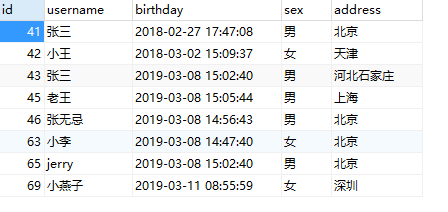 id username birthday sex address
41 张三 2018-02-27 17:47:08 男 北京
42 小王 2018-03-02 15:09:37 女 天津
43 张三 2019-03-08 15:02:40 男 河北石家庄
45 老王 2019-03-08 15:05:44 男 上海
46 张无忌 2019-03-08 14:56:43 男 北京
63 小李 2019-03-08 14:47:40 女 北京
65 jerry 2019-03-08 15:02:40 男 北京
69 小燕子 2019-03-11 08:55:59 女 深圳